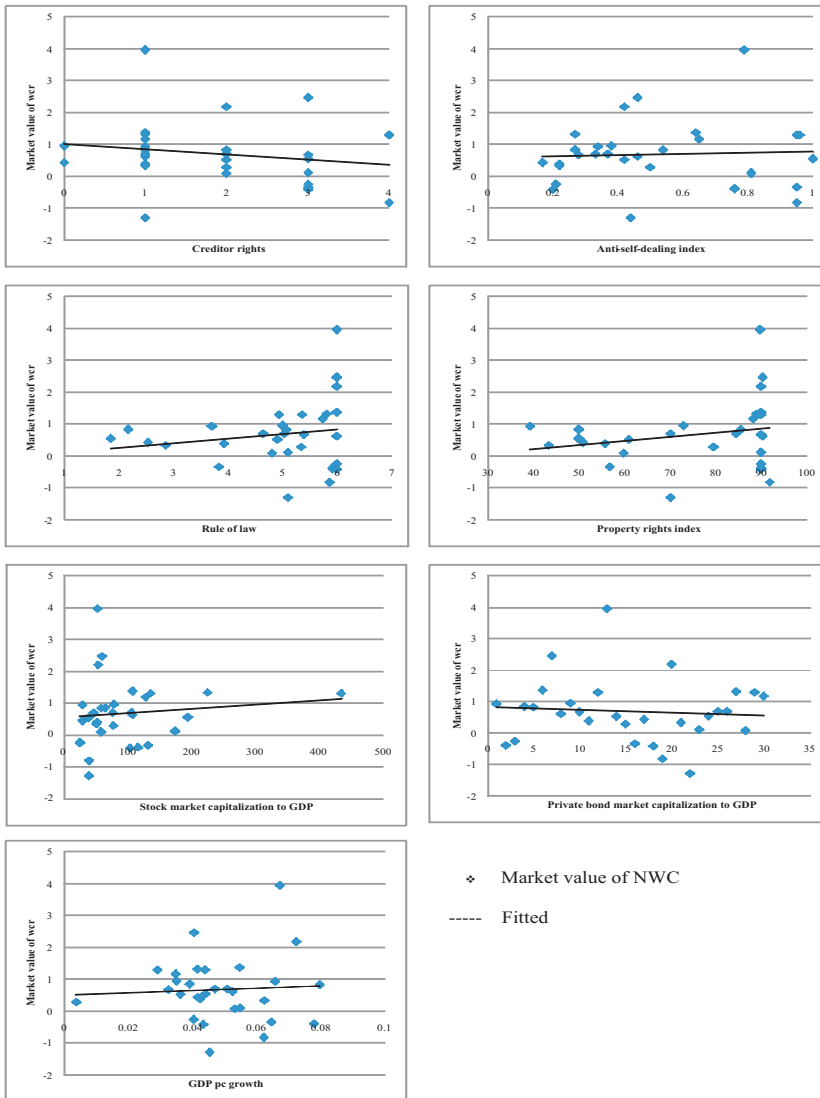 5
4
3
2
1
0
-1
-2
0 1 2 3 4
Market value of wcr
Creditor rights
5
4
3
2
1
0
-1
-2
0 0.2 0.4 0.6 0.8 1
Market value of wcr
Anti-self-dealing index
5
4
3
2
1
0
-1
-2
1 2 3 4 5 6 7
Market value of wcr
Rule of law
5
4
3
2
1
0
-1
-2
30 40 50 60 70 80 90 100
Market value of wcr
Property rights index
5
4
3
2
1
0
-1
-2
0 100 200 300 400 500
Market value of wcr
Stock market capitalization to GDP
5
4
3
2
1
0
-1
-2
0 5 10 15 20 25 30 35
Market value of wcr
Private bond market capitalization to GDP
5
4
3
2
1
0
-1
-2
0 0.02 0.04 0.06 0.08 0.1
Market value of wcr
GDP pc growth
Market value of NWC
----- Fitted